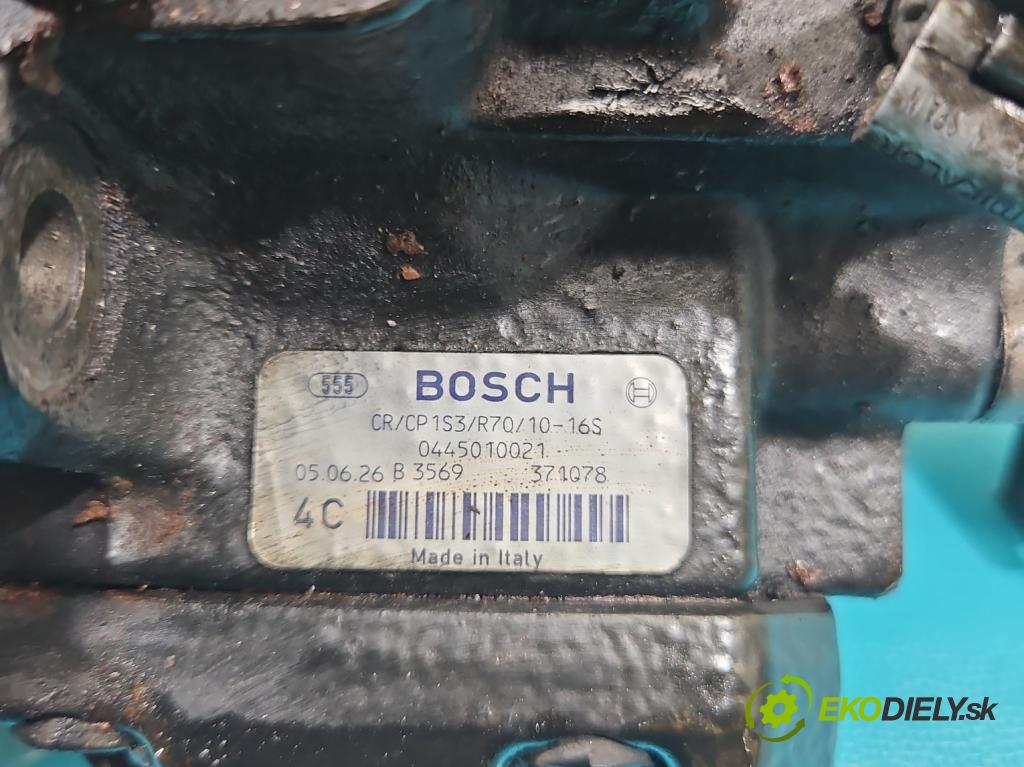 555 BOSCH
CR/CP1S3/R70/10-16S
0445010021
05.06.26 B 3569 371078
4C
Made in Italy
EKODIELY.sk